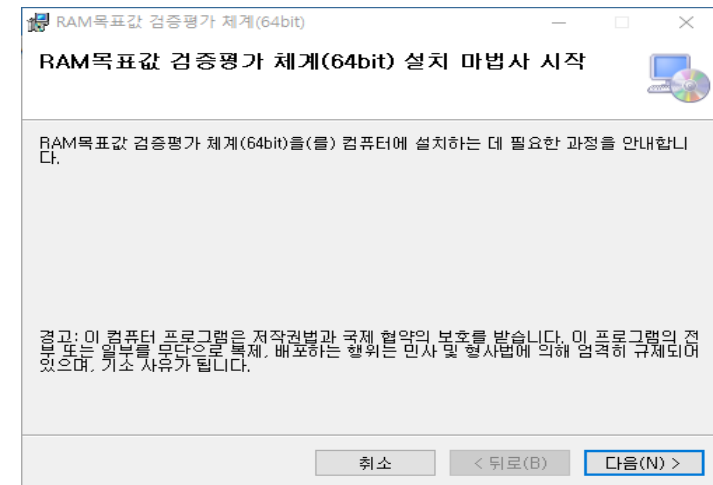 RAM목표값 검증평가 체계(64bit)
RAM목표값 검증평가 체계(64bit) 설치 마법사 시작
RAM목표값 검증평가 체계(64bit)을(를) 컴퓨터에 설치하는 데 필요한 과정을 안내합니
다.
경고: 이 컴퓨터 프로그램은 저작권법과 국제 협약의 보호를 받습니다. 이 프로그램의 전
부 또는 일부를 무단으로 복제, 배포하는 행위는 민사 및 형사법에 의해 엄격히 규제되어
있으며, 기소 사유가 됩니다.
취소 < 뒤로(B) 다음(N) >